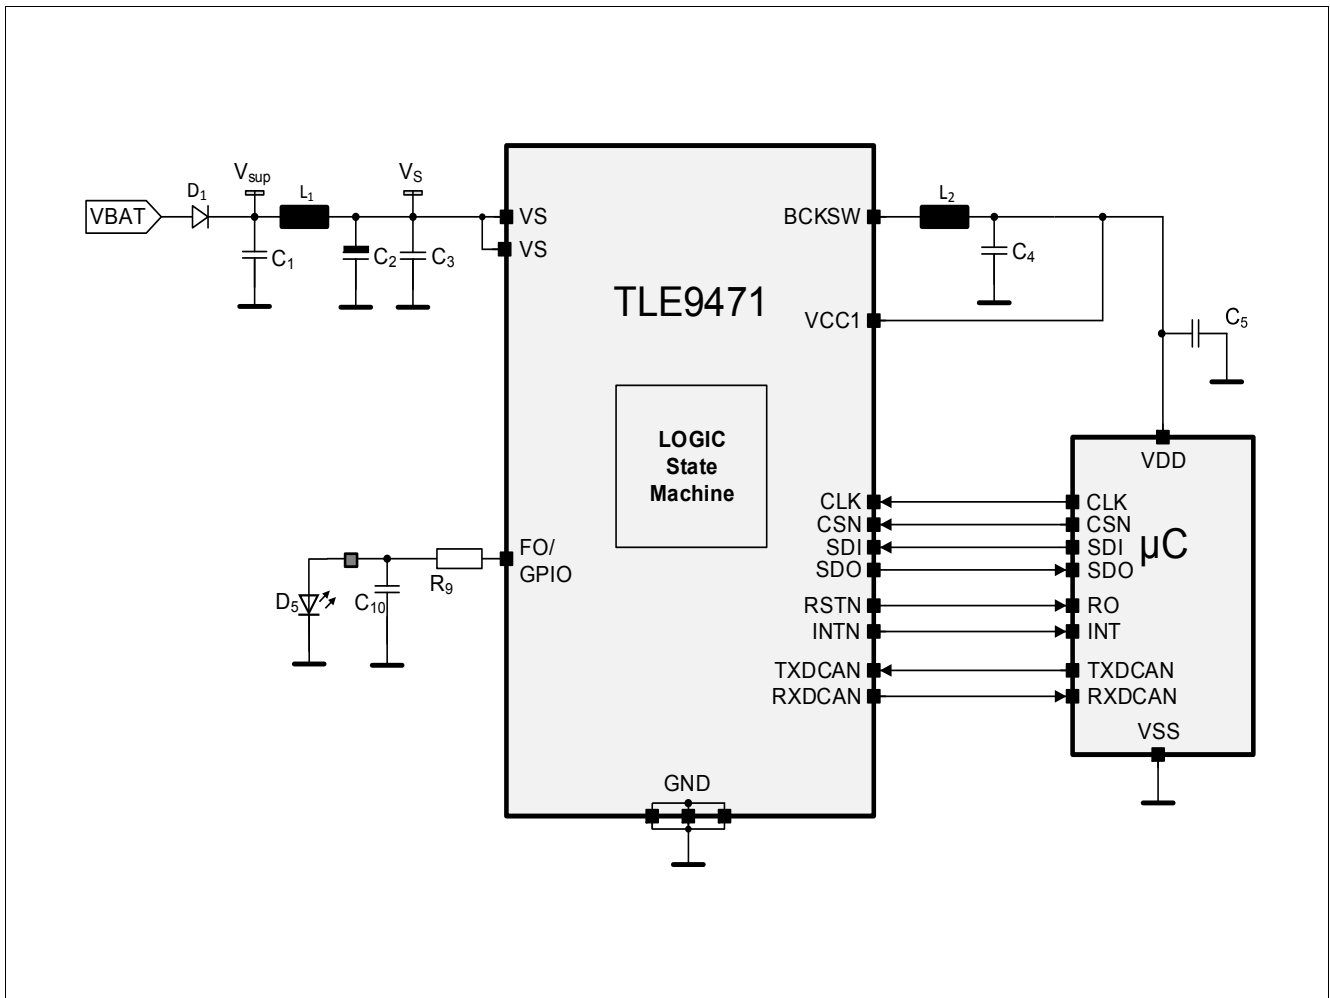 VBAT
D1
Vsup
L1
VS
C1
C2
C3
VS
VS
TLE9471
LOGIC
State
Machine
BCKSW
L2
C4
VCC1
C5
VDD
µC
CLK
CSN
SDI
SDO
RSTN
INTN
TXDCAN
RXDCAN
CLK
CSN
SDI
SDO
RO
INT
TXDCAN
RXDCAN
VSS
FO/
GPIO
R9
C10
D5
GND